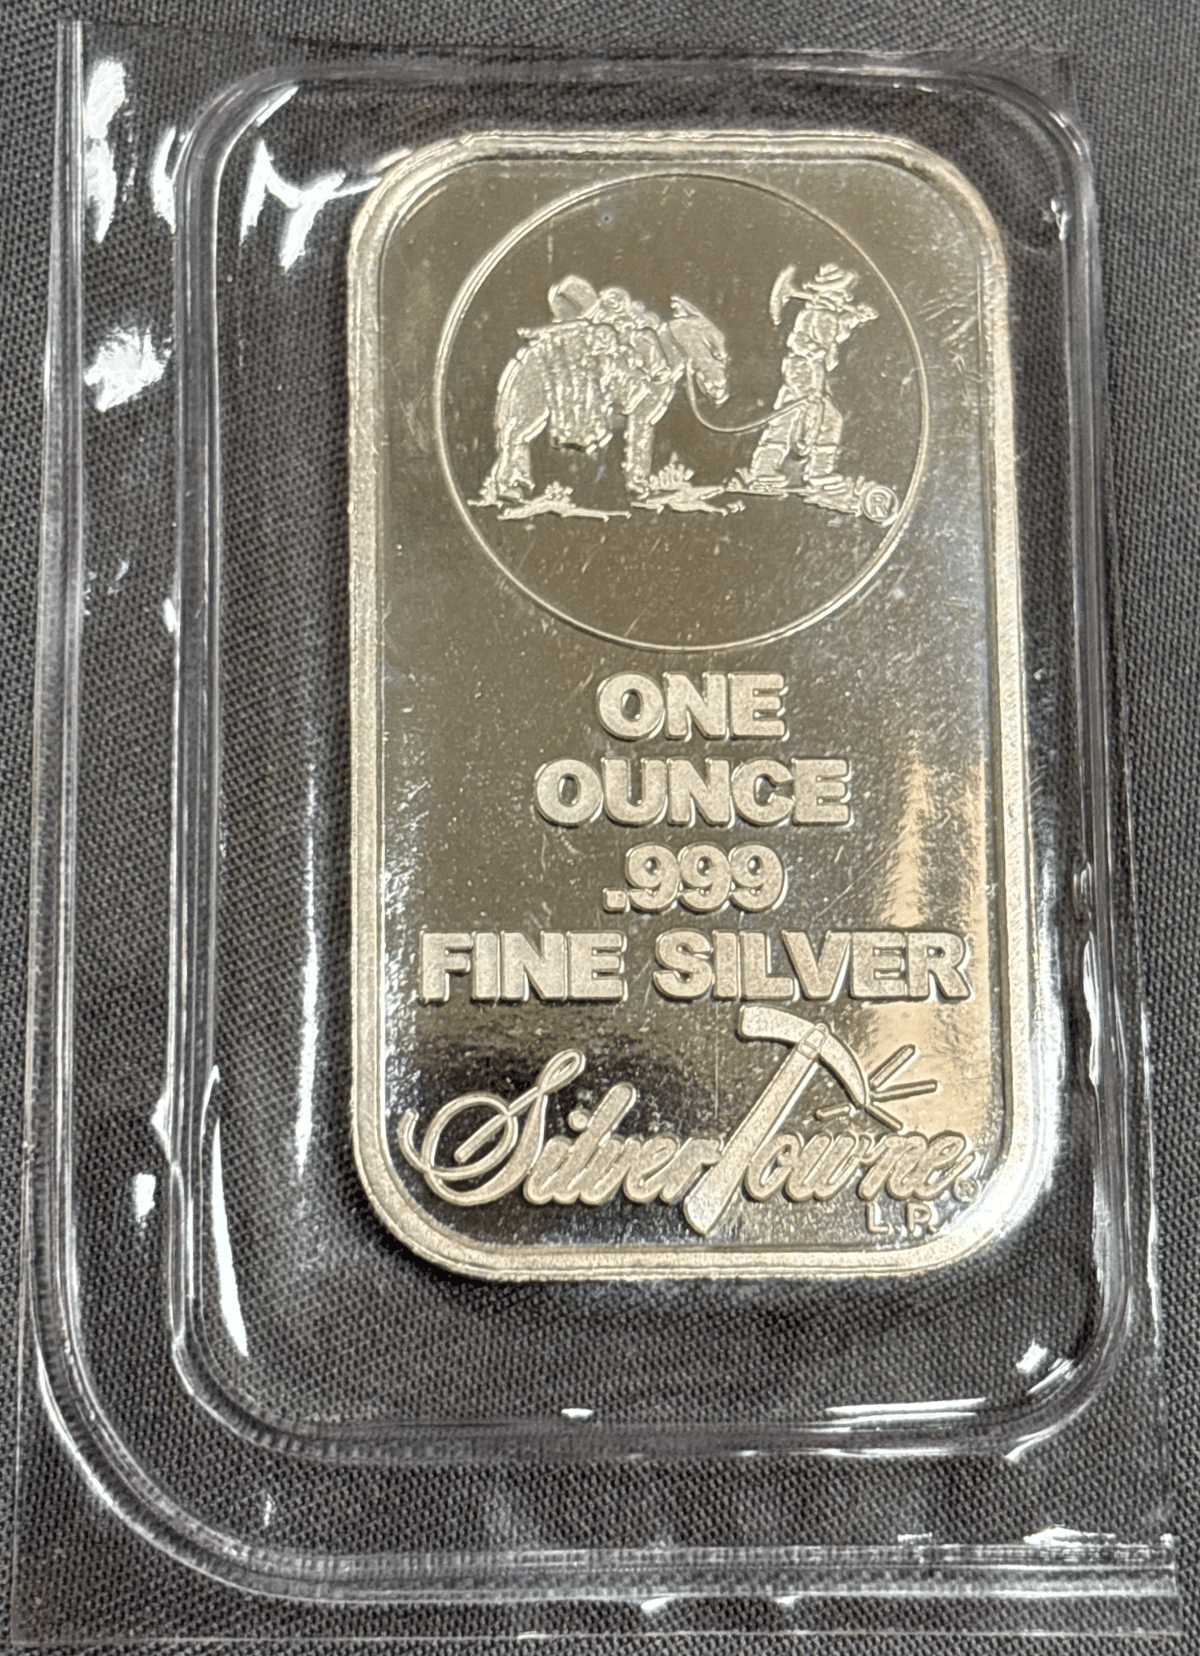 ®
ONE
OUNCE
.999
FINE SILVER
SilverTowne®
L.P.